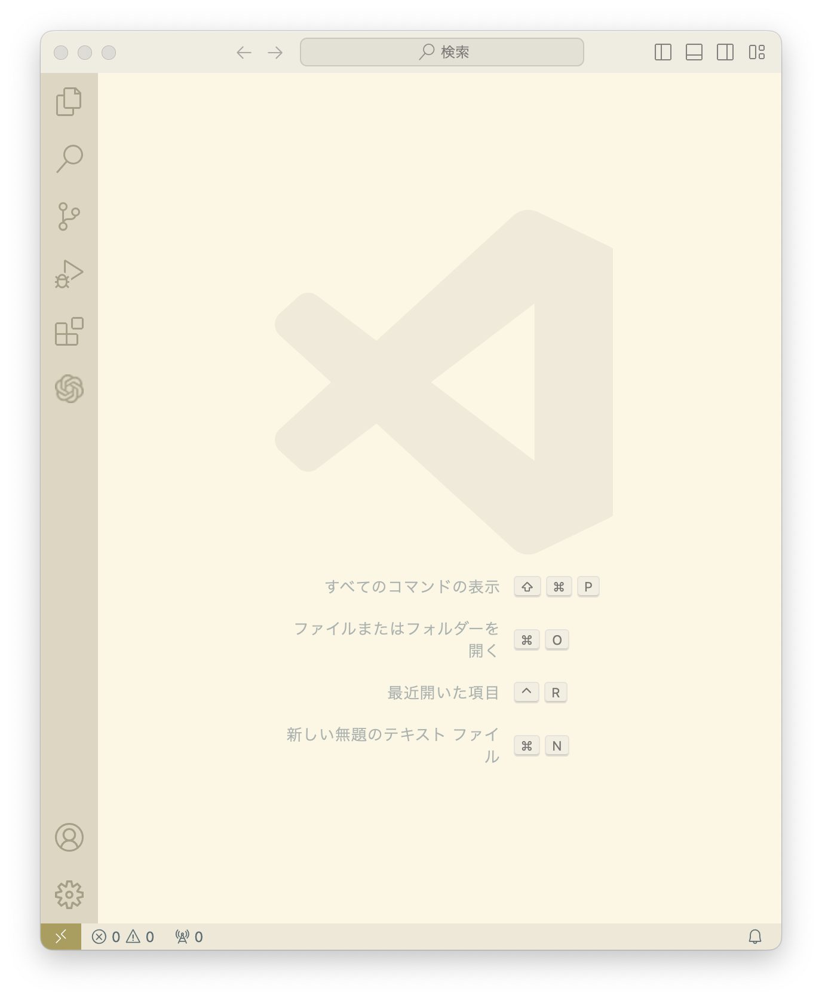 検索
すべてのコマンドの表示 ⇧ ⌘ P
ファイルまたはフォルダーを
開く ⌘ O
最近開いた項目 ^ R
新しい無題のテキスト ファイ
ル ⌘ N
0 0 0